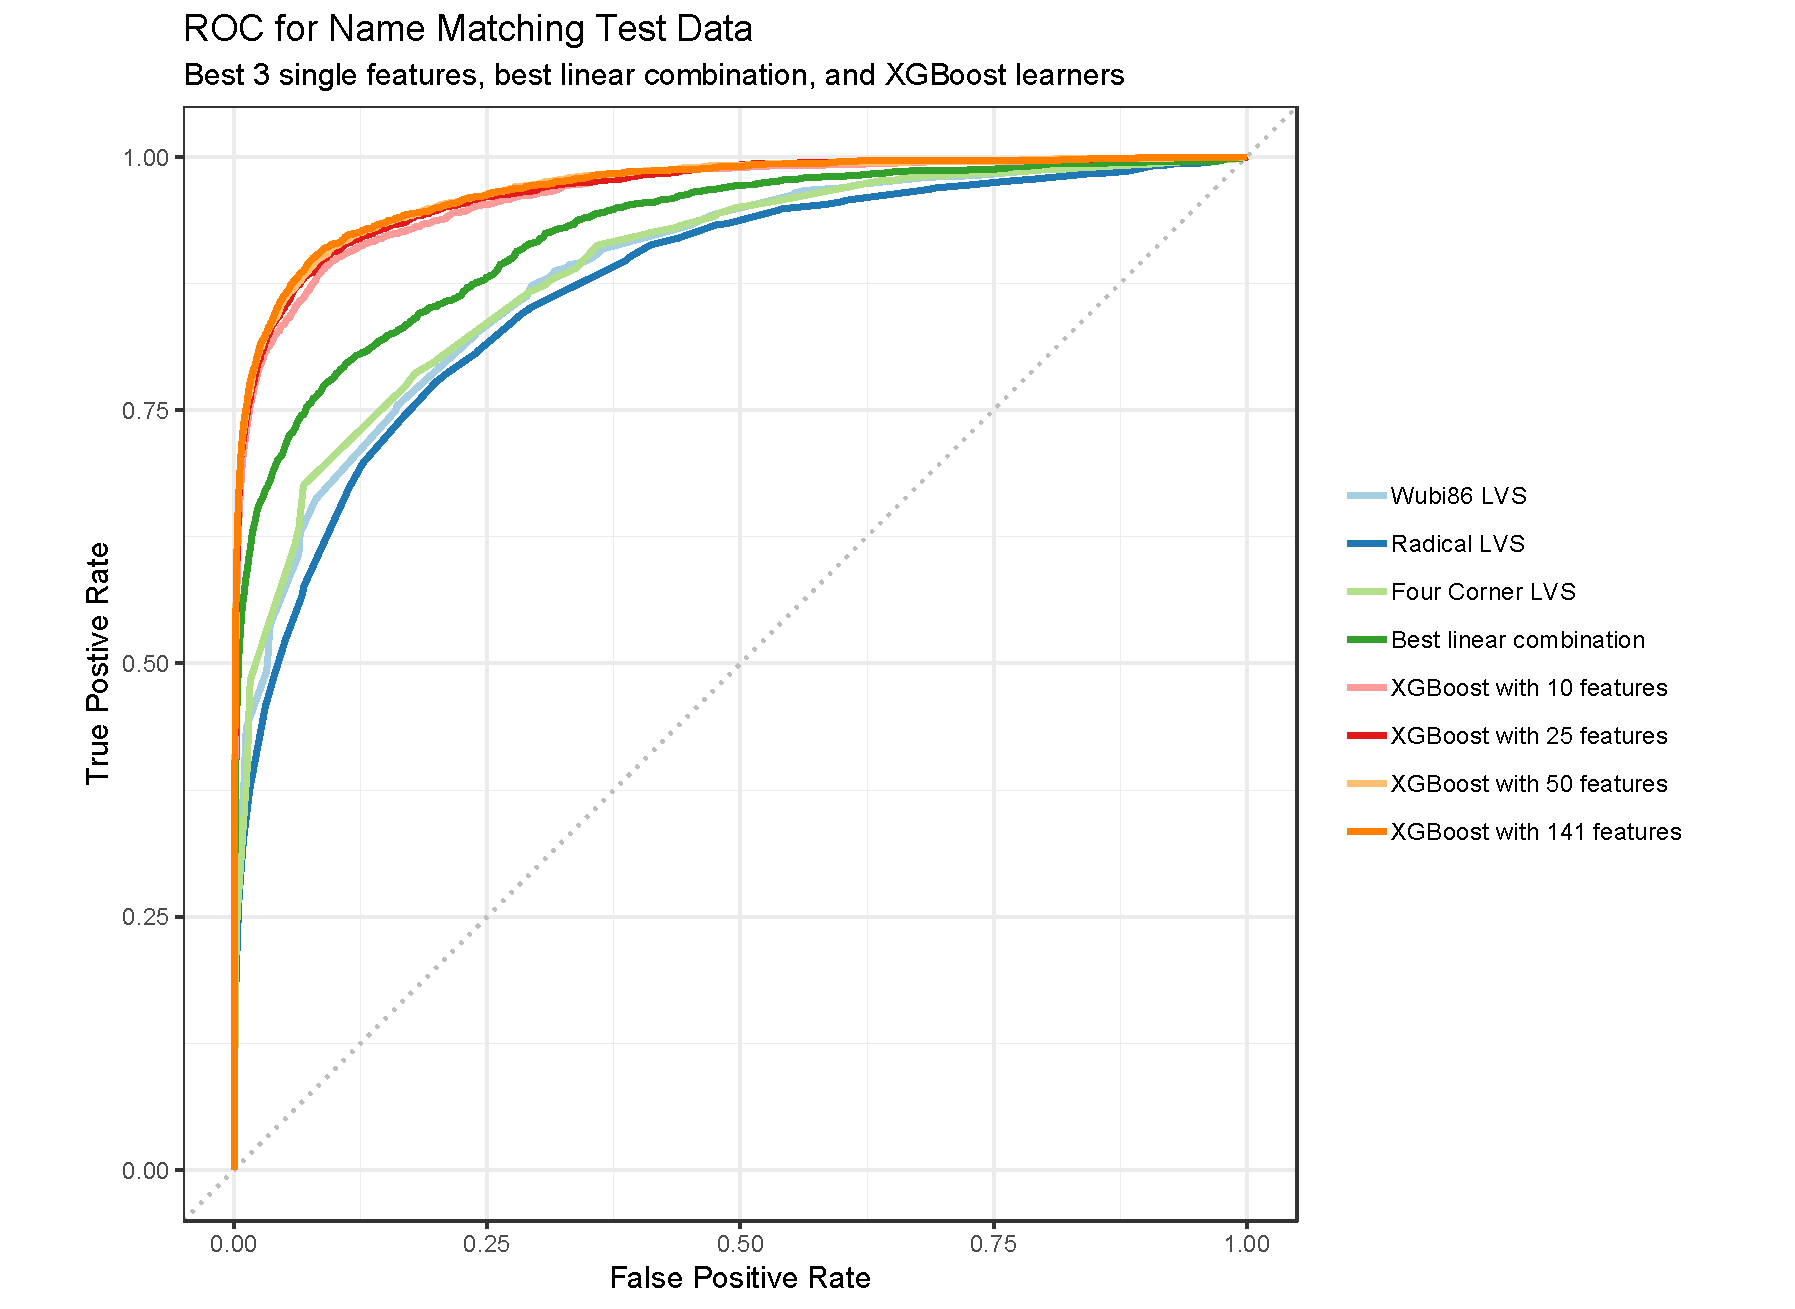 ROC for Name Matching Test Data
Best 3 single features, best linear combination, and XGBoost learners
True Postive Rate
1.00
0.75
0.50
0.25
0.00
0.00 0.25 0.50 0.75 1.00
False Positive Rate
Wubi86 LVS
Radical LVS
Four Corner LVS
Best linear combination
XGBoost with 10 features
XGBoost with 25 features
XGBoost with 50 features
XGBoost with 141 features